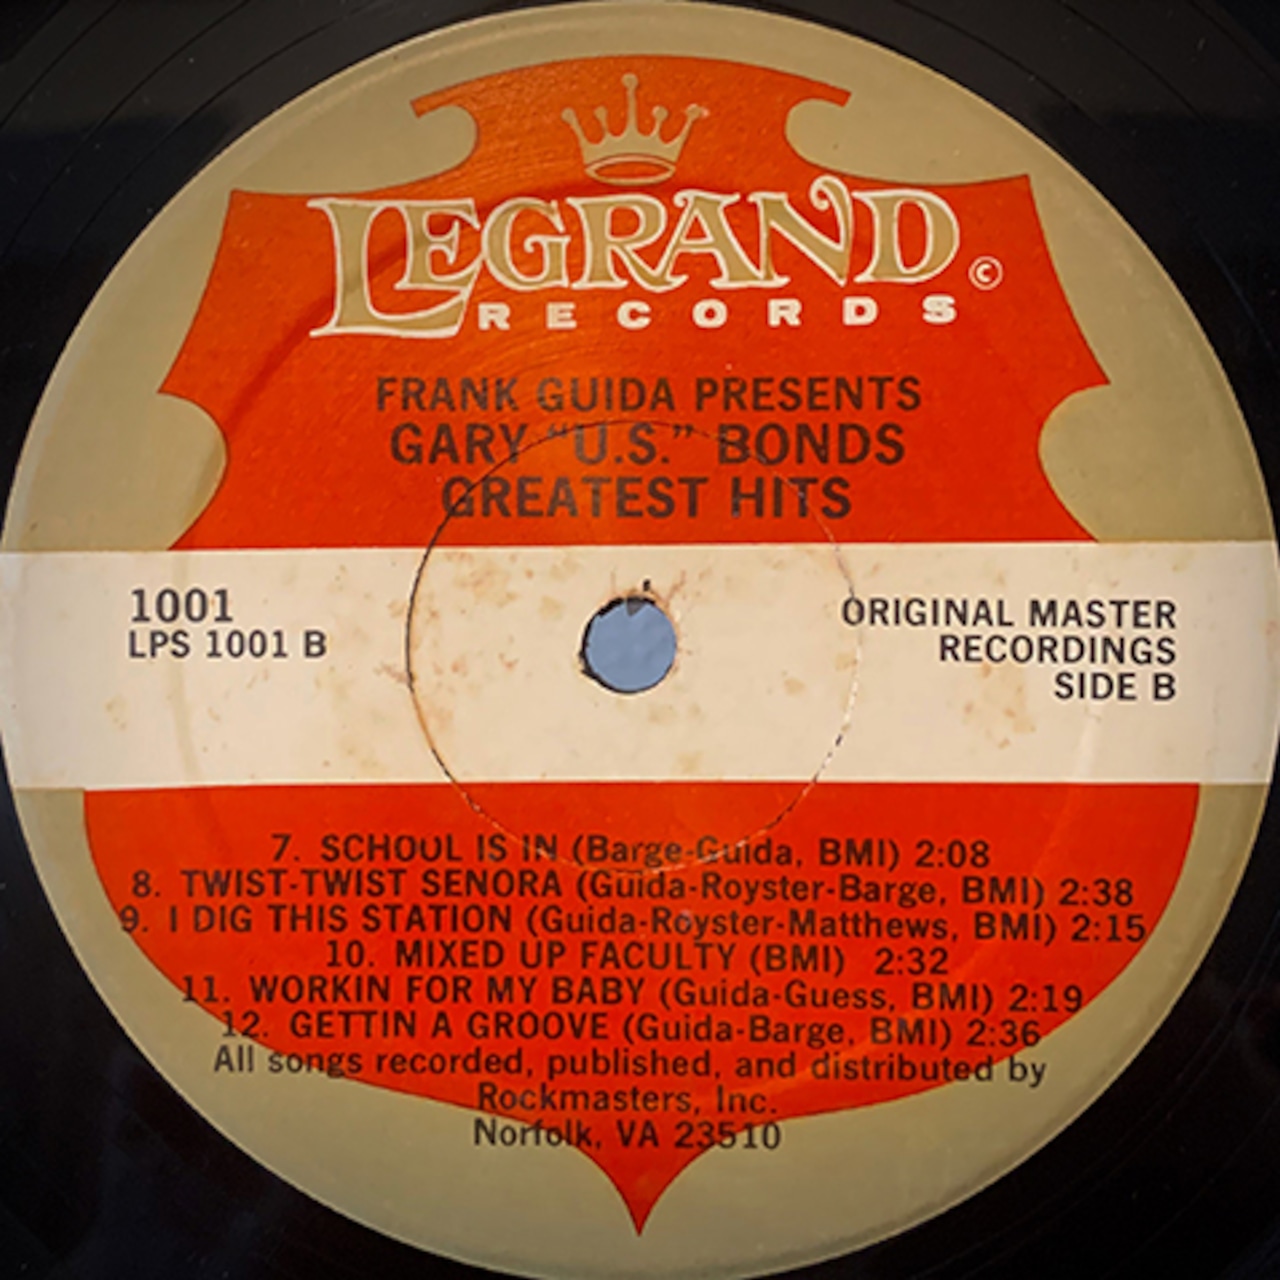 LEGRAND ©
RECORDS
FRANK GUIDA PRESENTS
GARY "U.S." BONDS
GREATEST HITS
1001
LPS 1001 B
ORIGINAL MASTER
RECORDINGS
SIDE B
7. SCHOOL IS IN (Barge-Guida, BMI) 2:08
8. TWIST-TWIST SENORA (Guida-Royster-Barge, BMI) 2:38
9. I DIG THIS STATION (Guida-Royster-Matthews, BMI) 2:15
10. MIXED UP FACULTY (BMI) 2:32
11. WORKIN FOR MY BABY (Guida-Guess, BMI) 2:19
12. GETTIN A GROOVE (Guida-Barge, BMI) 2:36
All songs recorded, published, and distributed by
Rockmasters, Inc.
Norfolk, VA 23510